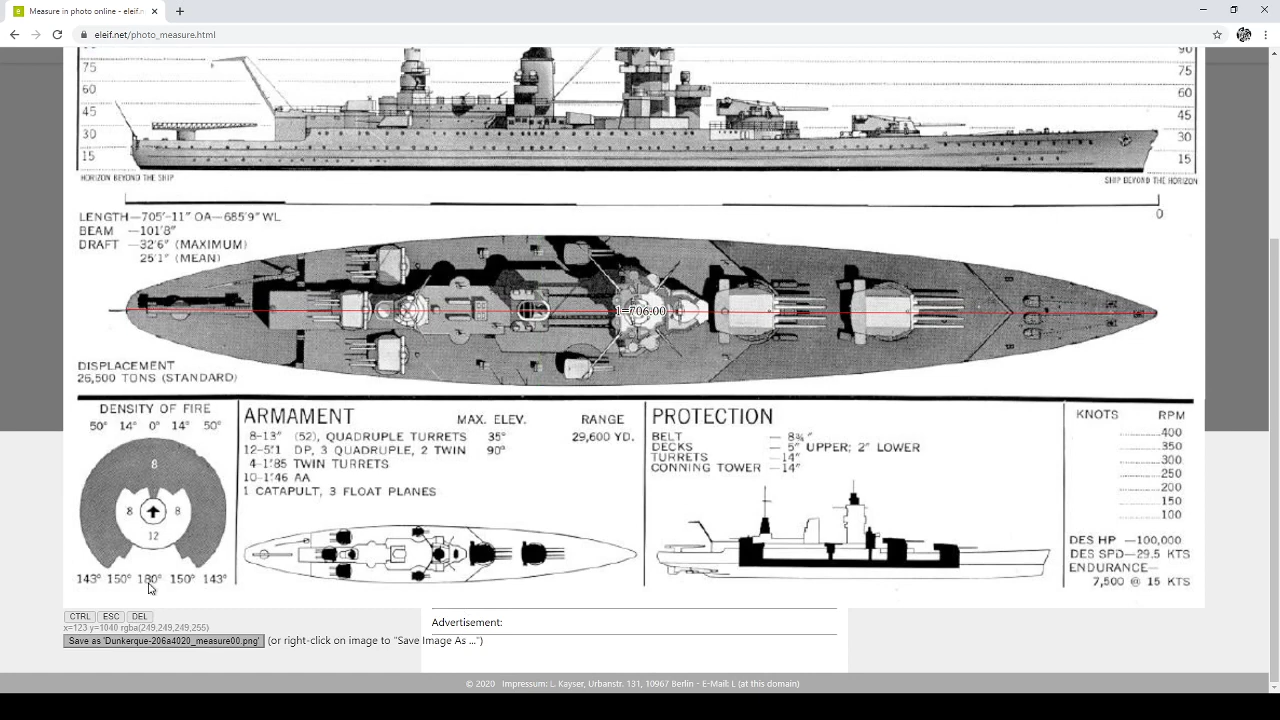 Measure in photo online - eleif.n
eleif.net/photo_measure.html
90 90
75 75
60 60
45 45
30 30
15 15
HORIZON BEYOND THE SHIP
SHIP BEYOND THE HORIZON
0
LENGTH—705'-11" OA—685'9" WL
BEAM —101'8"
DRAFT —32'6" (MAXIMUM)
25'1" (MEAN)
1=706.00
DISPLACEMENT
26,500 TONS (STANDARD)
DENSITY OF FIRE
50° 14° 0° 14° 50°
8
8 8
12
143° 150° 180° 150° 143°
ARMAMENT MAX. ELEV. RANGE
8-13" (52), QUADRUPLE TURRETS 35° 29,600 YD.
12-5"1 DP, 3 QUADRUPLE, 2 TWIN 90°
4-1"85 TWIN TURRETS
10-1"46 AA
1 CATAPULT, 3 FLOAT PLANES
PROTECTION
BELT — 8¾"
DECKS — 5" UPPER; 2" LOWER
TURRETS —14"
CONNING TOWER —14"
KNOTS RPM
400
350
300
250
200
150
100
DES HP —100,000
DES SPD—29.5 KTS
ENDURANCE—
7,500 @ 15 KTS
CTRL ESC DEL
x=123 y=1040 rgba(249,249,249,255)
Save as 'Dunkerque-206a4020_measure00.png' (or right-click on image to "Save Image As ...")
Advertisement:
© 2020 Impressum: L. Kayser, Urbanstr. 131, 10967 Berlin - E-Mail: L (at this domain)